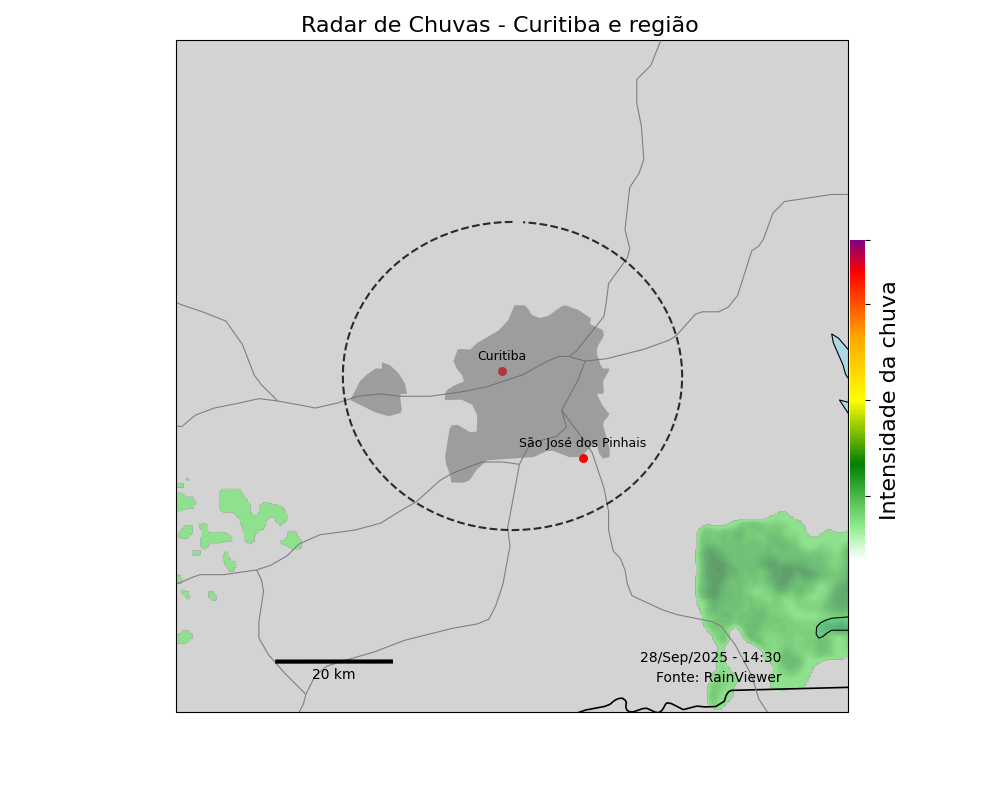 Radar de Chuvas - Curitiba e região
Curitiba
São José dos Pinhais
Intensidade da chuva
28/Sep/2025 - 14:30
Fonte: RainViewer
20 km